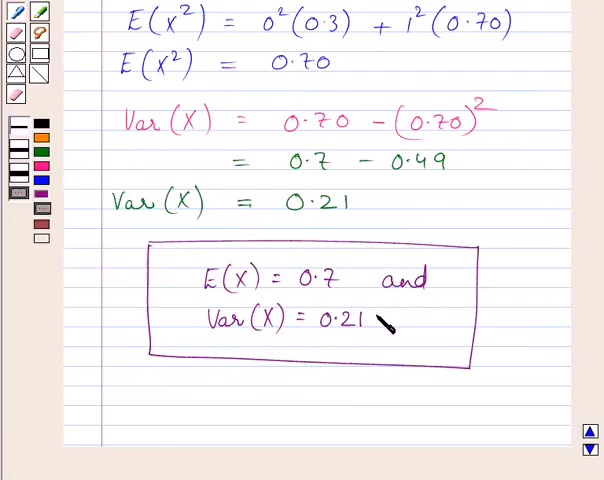 E(X²) = 0²(0.3) + 1²(0.70)
E(X²) = 0.70
Var(X) = 0.70 - (0.70)²
= 0.7 - 0.49
Var(X) = 0.21
E(X) = 0.7 and
Var(X) = 0.21